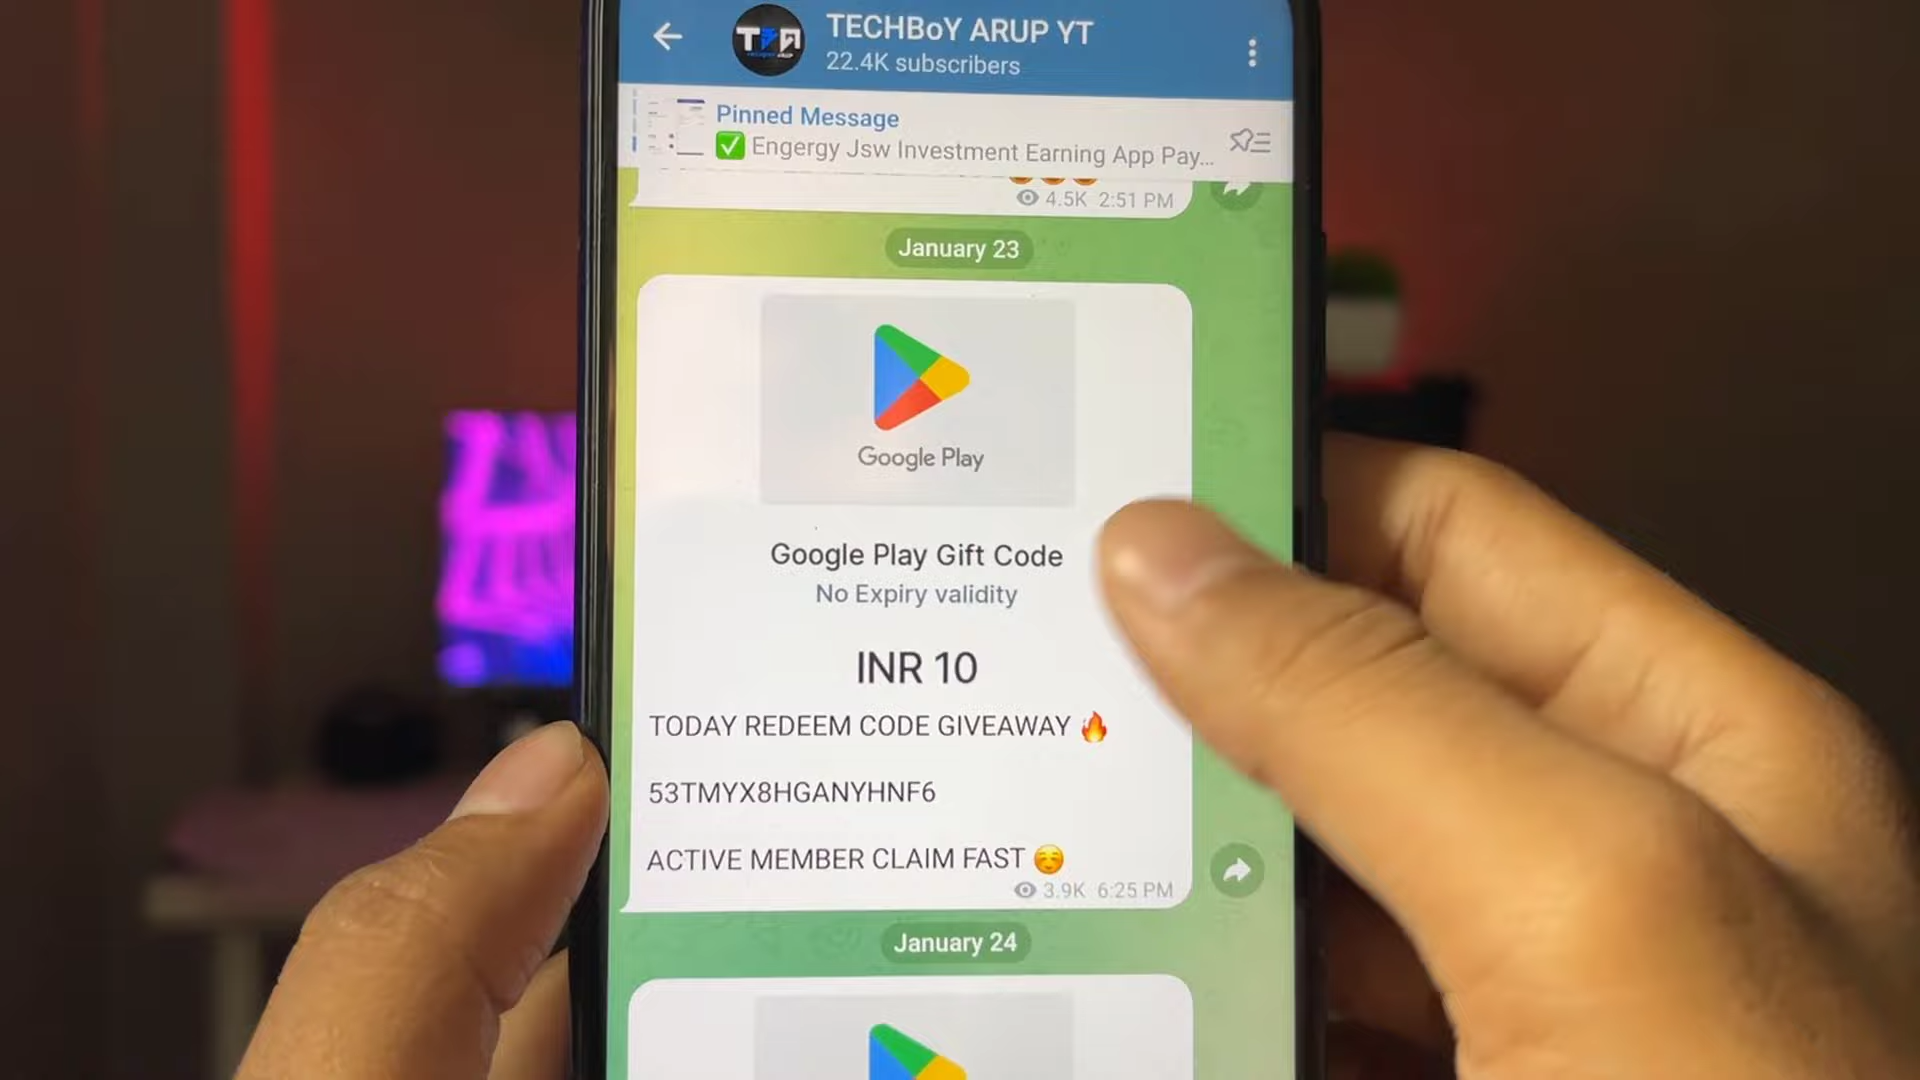 TECHBoY ARUP YT
22.4K subscribers
Pinned Message
✅ Engergy Jsw Investment Earning App Pay...
4.5K 2:51 PM
January 23
Google Play
Google Play Gift Code
No Expiry validity
INR 10
TODAY REDEEM CODE GIVEAWAY 🔥
53TMYX8HGANYHNF6
ACTIVE MEMBER CLAIM FAST ☺️
3.9K 6:25 PM
January 24